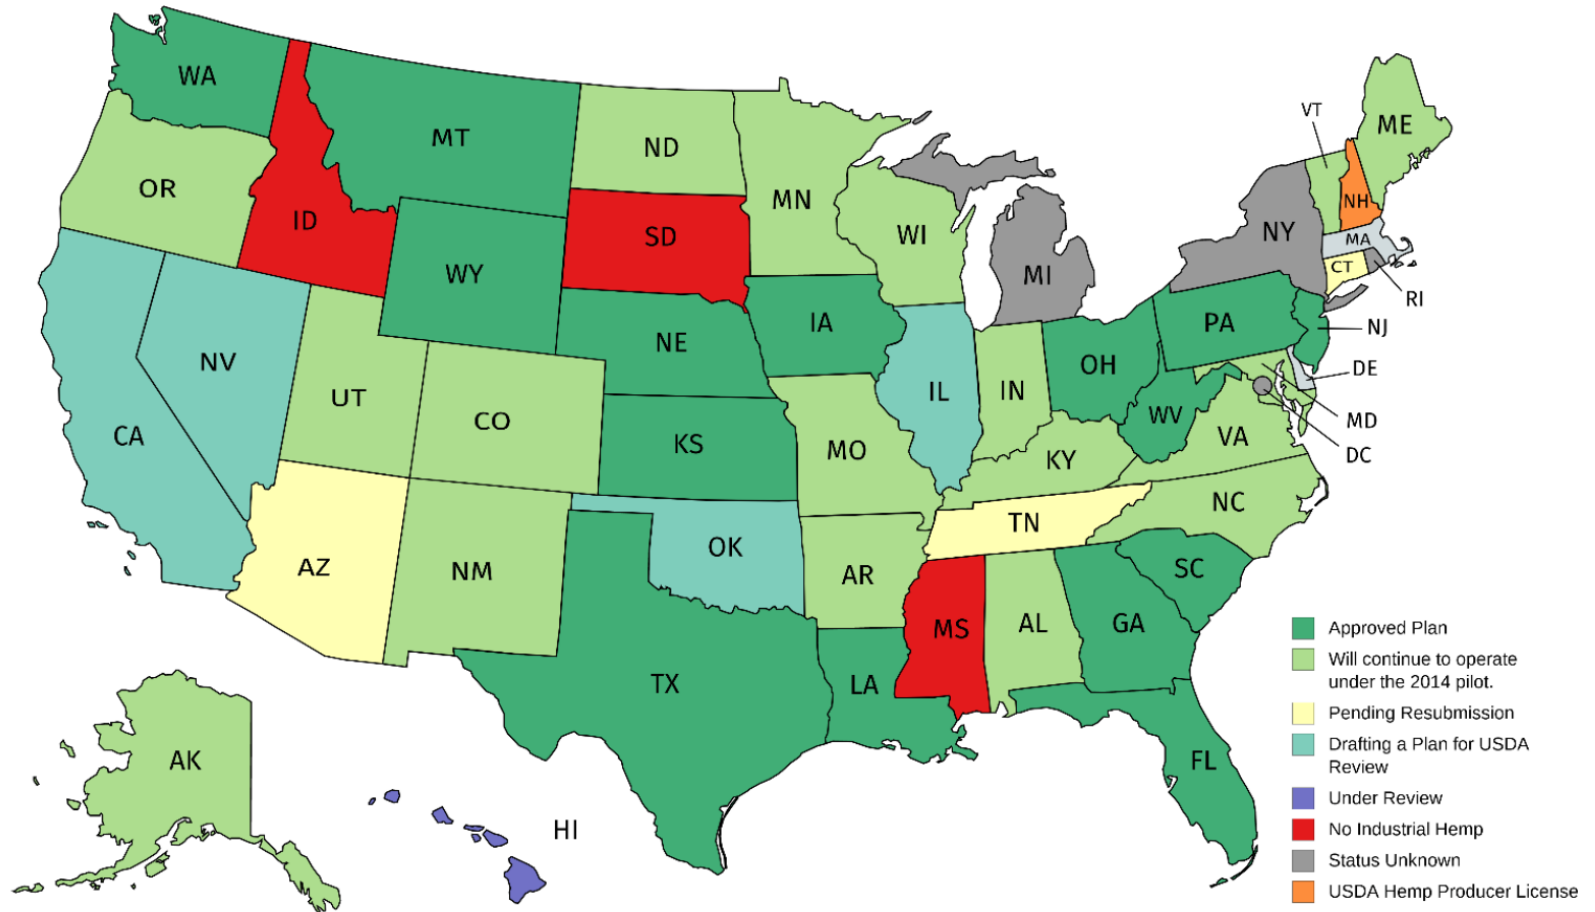 WA
MT
ND
MN
ME
VT
OR
ID
SD
WI
NH
NY
MA
WY
MI
CT
RI
IA
PA
NJ
NE
NV
OH
DE
UT
IL
IN
CO
WV
MD
CA
KS
MO
VA
DC
KY
NC
TN
OK
AZ
NM
AR
SC
MS
AL
GA
TX
LA
FL
AK
HI
Approved Plan
Will continue to operate
under the 2014 pilot.
Pending Resubmission
Drafting a Plan for USDA
Review
Under Review
No Industrial Hemp
Status Unknown
USDA Hemp Producer License